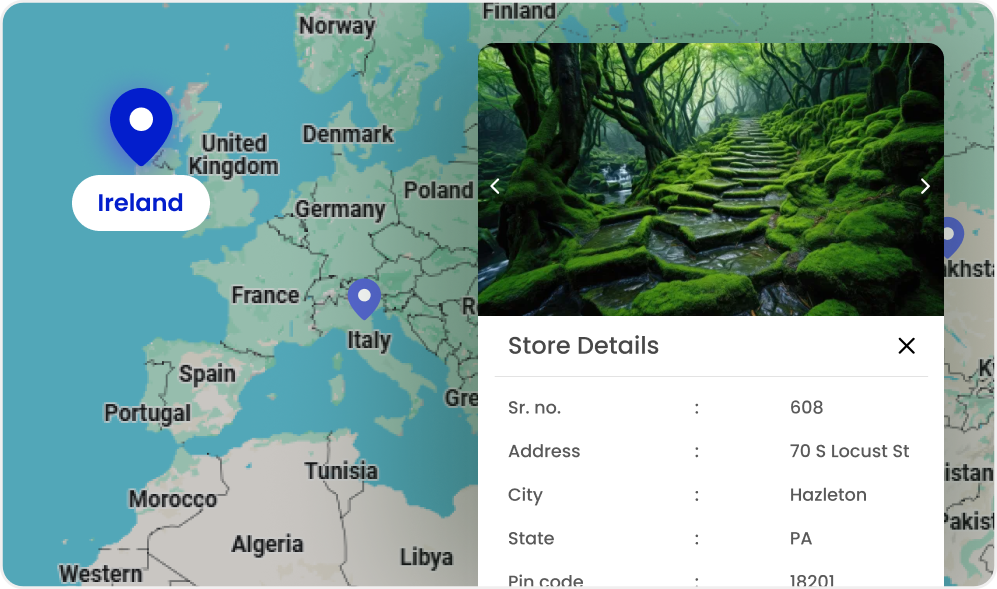 Norway
Finland
United
Kingdom
Denmark
Ireland
Poland
Germany
France
Italy
Spain
Portugal
Gre
Tunisia
Morocco
Algeria
Libya
Western
akhsta
K
istan
Pakist
R
Store Details
Sr. no. : 608
Address : 70 S Locust St
City : Hazleton
State : PA
Pin code : 18201